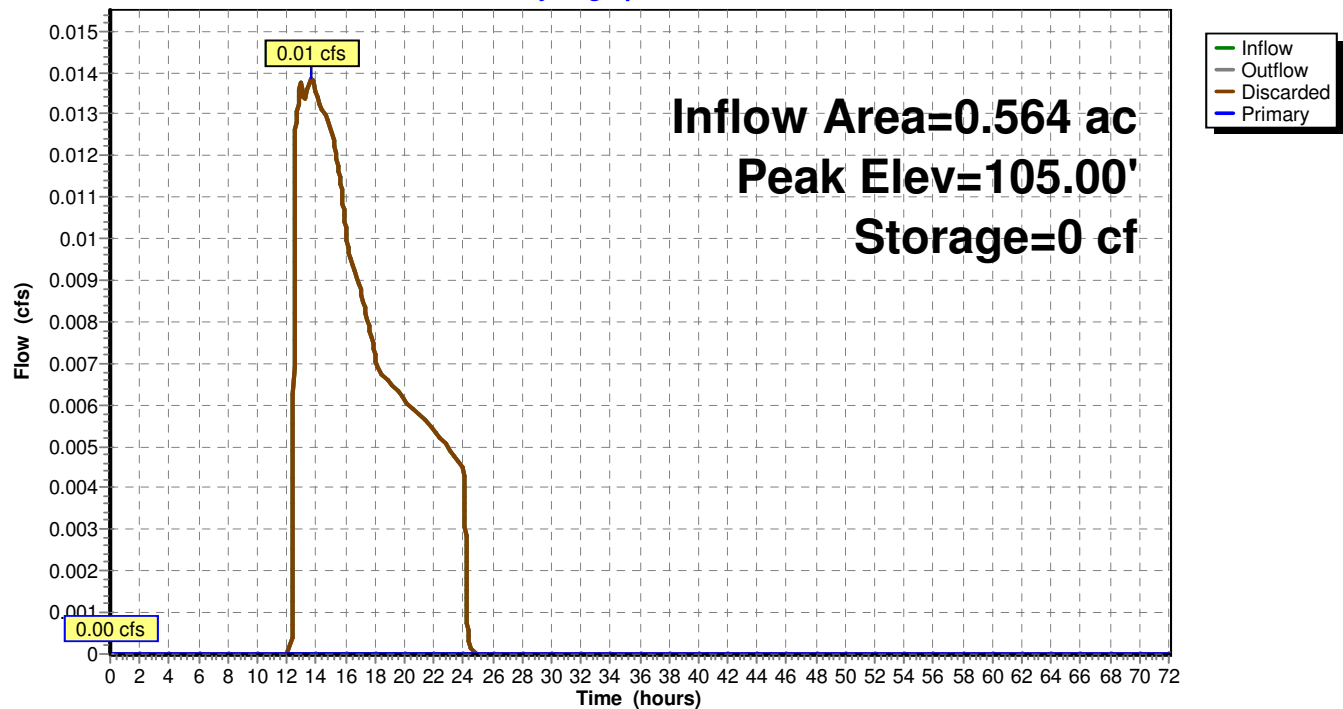 0.015
0.014
0.013
0.012
0.011
0.01
0.009
0.008
0.007
0.006
0.005
0.004
0.003
0.002
0.001
0
Flow (cfs)
0.01 cfs
0.00 cfs
Inflow Area=0.564 ac
Peak Elev=105.00'
Storage=0 cf
Inflow
Outflow
Discarded
Primary
0 2 4 6 8 10 12 14 16 18 20 22 24 26 28 30 32 34 36 38 40 42 44 46 48 50 52 54 56 58 60 62 64 66 68 70 72
Time (hours)